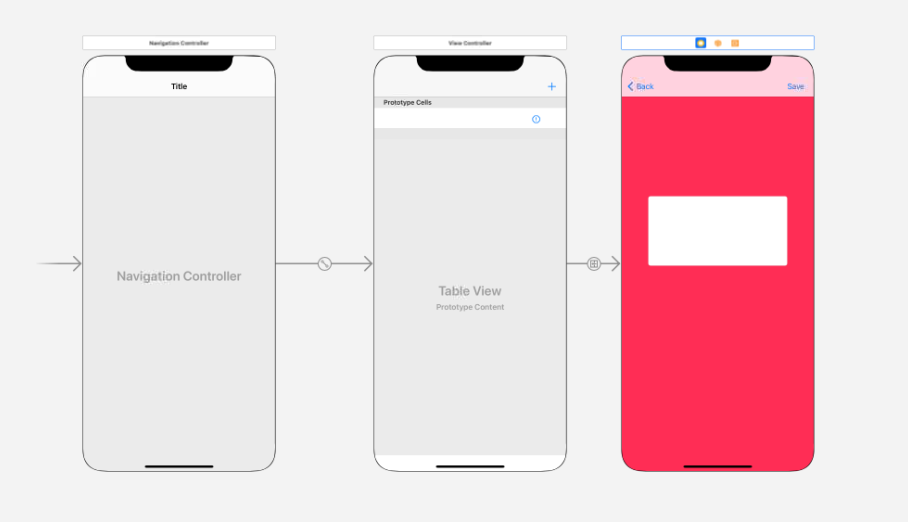 Navigation Controller
Title
Navigation Controller
View Controller
Prototype Cells
Table View
Prototype Content
Back
Save